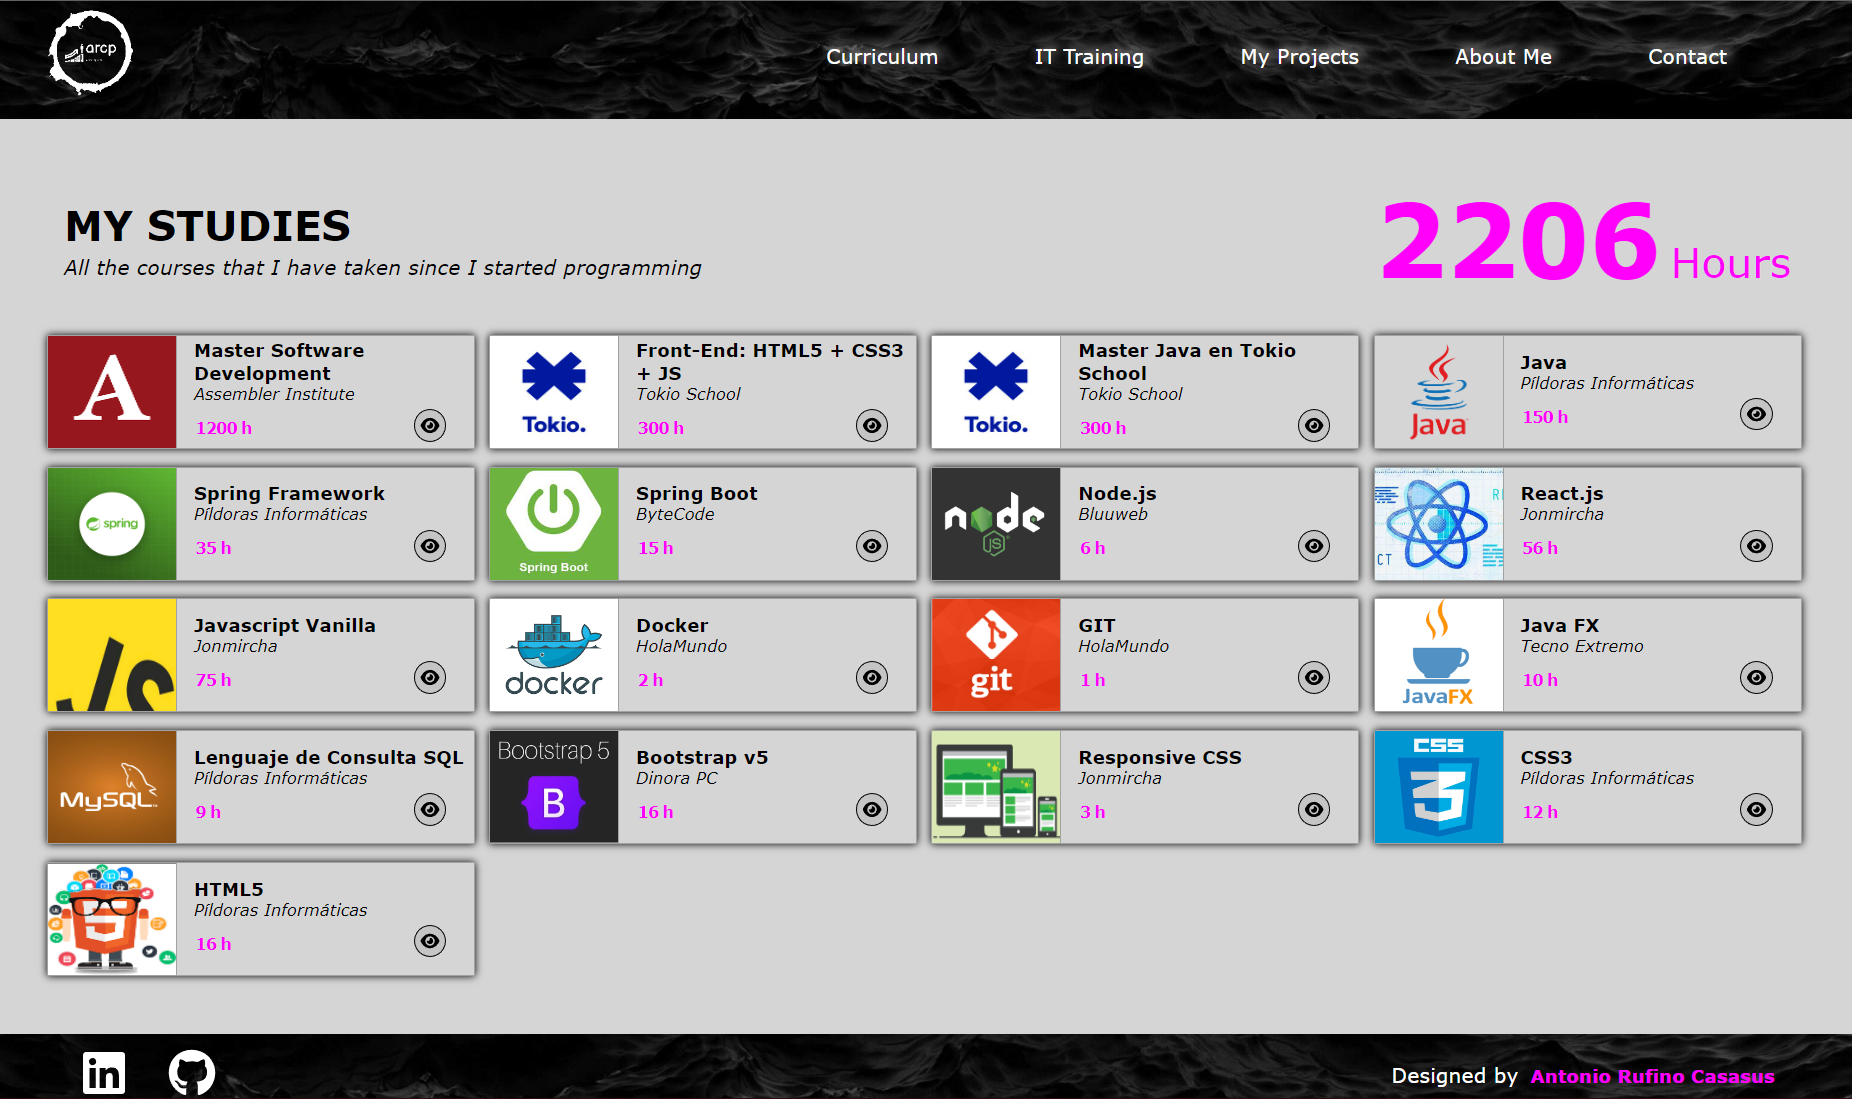 arcp
Curriculum
IT Training
My Projects
About Me
Contact
MY STUDIES
All the courses that I have taken since I started programming
2206 Hours
A
Master Software
Development
Assembler Institute
1200 h
Tokio.
Front-End: HTML5 + CSS3
+ JS
Tokio School
300 h
Tokio.
Master Java en Tokio
School
Tokio School
300 h
Java
Java
Píldoras Informáticas
150 h
spring
Spring Framework
Píldoras Informáticas
35 h
Spring Boot
Spring Boot
ByteCode
15 h
node
JS
Node.js
Bluuweb
6 h
CT
React.js
Jonmircha
56 h
JS
Javascript Vanilla
Jonmircha
75 h
docker
Docker
HolaMundo
2 h
git
GIT
HolaMundo
1 h
JavaFX
Java FX
Tecno Extremo
10 h
MySQL
Lenguaje de Consulta SQL
Píldoras Informáticas
9 h
Bootstrap 5
B
Bootstrap v5
Dinora PC
16 h
Responsive CSS
Jonmircha
3 h
CSS
3
CSS3
Píldoras Informáticas
12 h
5
HTML5
Píldoras Informáticas
16 h
in
Designed by Antonio Rufino Casasus